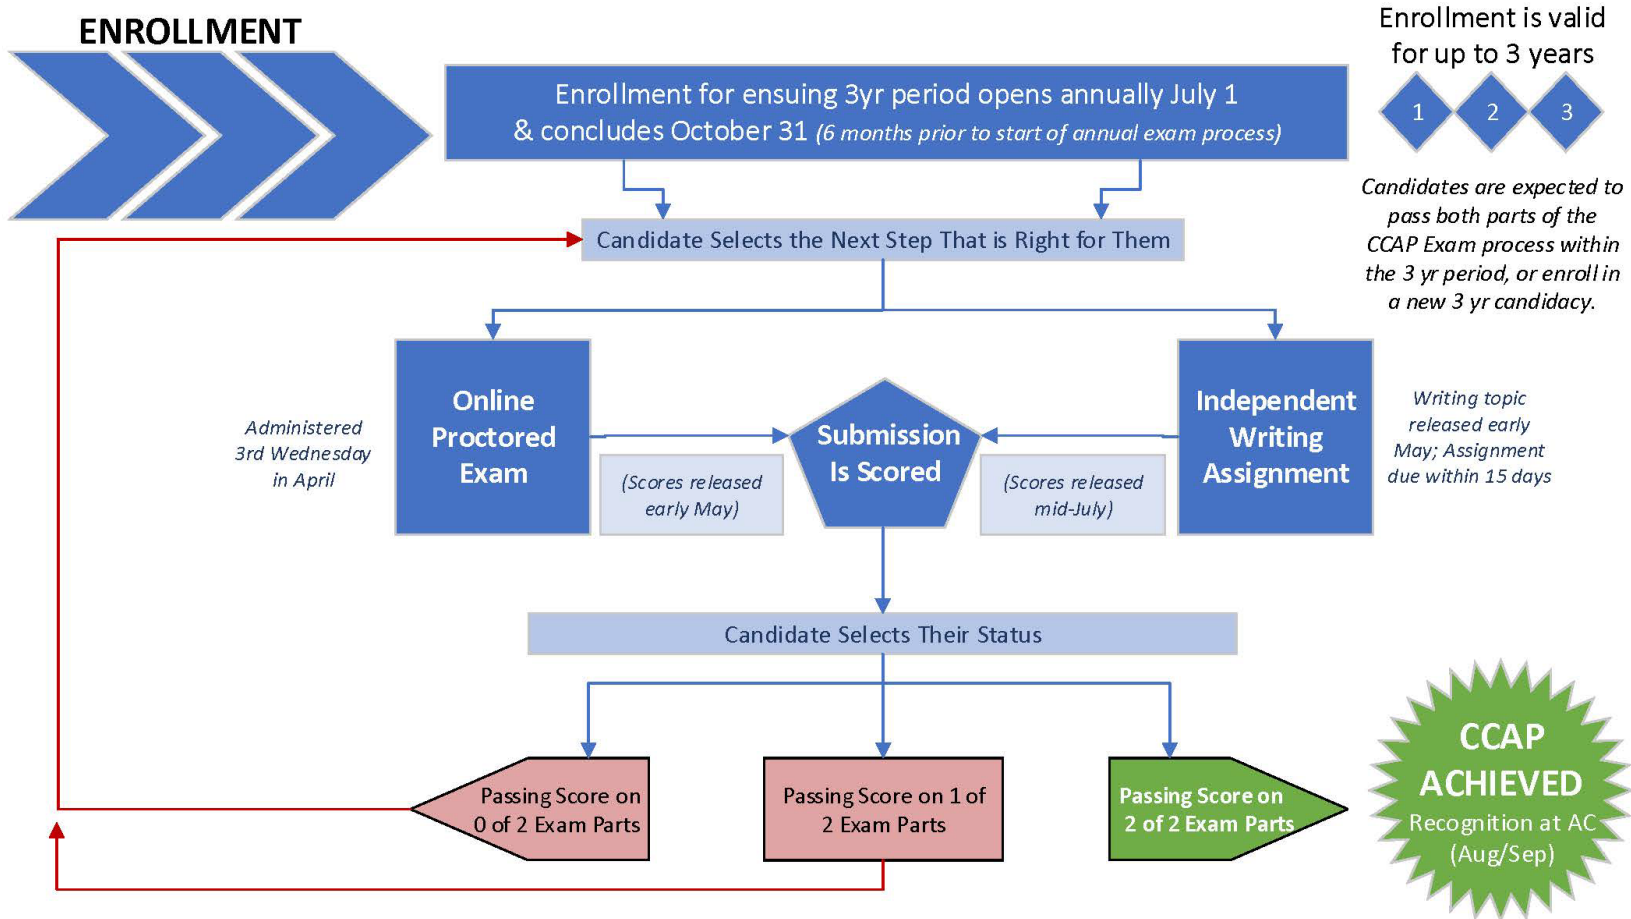 ENROLLMENT
Enrollment is valid
for up to 3 years
1 2 3
Enrollment for ensuing 3yr period opens annually July 1
& concludes October 31 (6 months prior to start of annual exam process)
Candidates are expected to
pass both parts of the
CCAP Exam process within
the 3 yr period, or enroll in
a new 3 yr candidacy.
Candidate Selects the Next Step That is Right for Them
Administered
3rd Wednesday
in April
Online
Proctored
Exam
(Scores released
early May)
Submission
Is Scored
(Scores released
mid-July)
Independent
Writing
Assignment
Writing topic
released early
May; Assignment
due within 15 days
Candidate Selects Their Status
Passing Score on
0 of 2 Exam Parts
Passing Score on 1 of
2 Exam Parts
Passing Score on
2 of 2 Exam Parts
CCAP
ACHIEVED
Recognition at AC
(Aug/Sep)